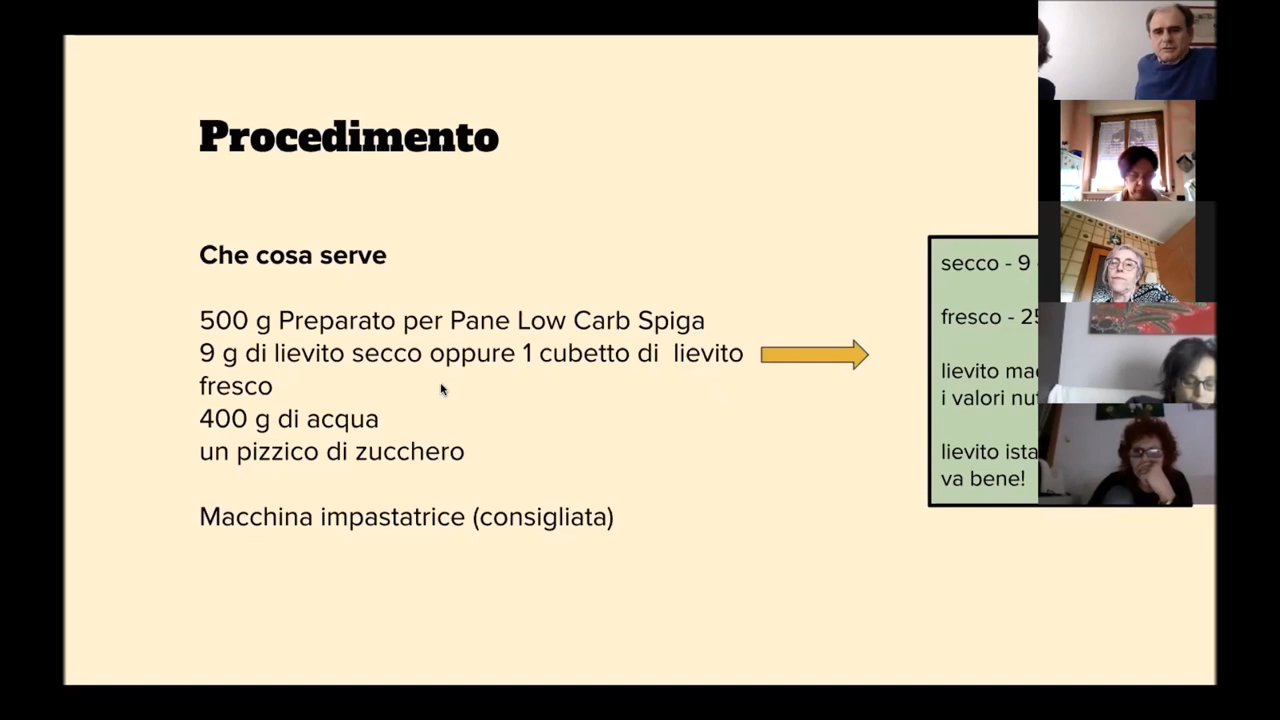 Procedimento
Che cosa serve
500 g Preparato per Pane Low Carb Spiga
9 g di lievito secco oppure 1 cubetto di lievito
fresco
400 g di acqua
un pizzico di zucchero
Macchina impastatrice (consigliata)
secco - 9
fresco - 25
lievito
i valori
lievito
va bene!